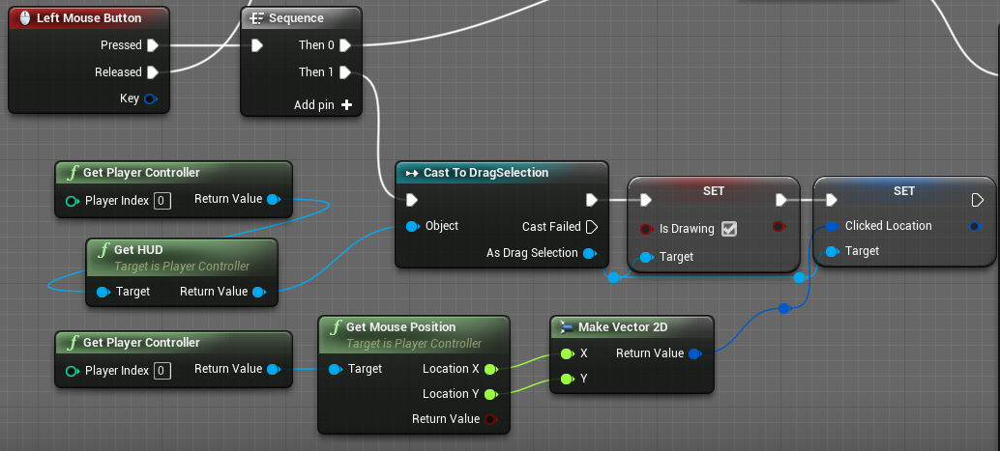 Left Mouse Button
Pressed
Released
Key
Sequence
Then 0
Then 1
Add pin +
Get Player Controller
Player Index 0
Return Value
Get HUD
Target is Player Controller
Target
Return Value
Cast To DragSelection
Object
Cast Failed
As Drag Selection
SET
Is Drawing
Target
SET
Clicked Location
Target
Get Player Controller
Player Index 0
Return Value
Get Mouse Position
Target is Player Controller
Target
Location X
Location Y
Return Value
Make Vector 2D
X
Return Value
Y